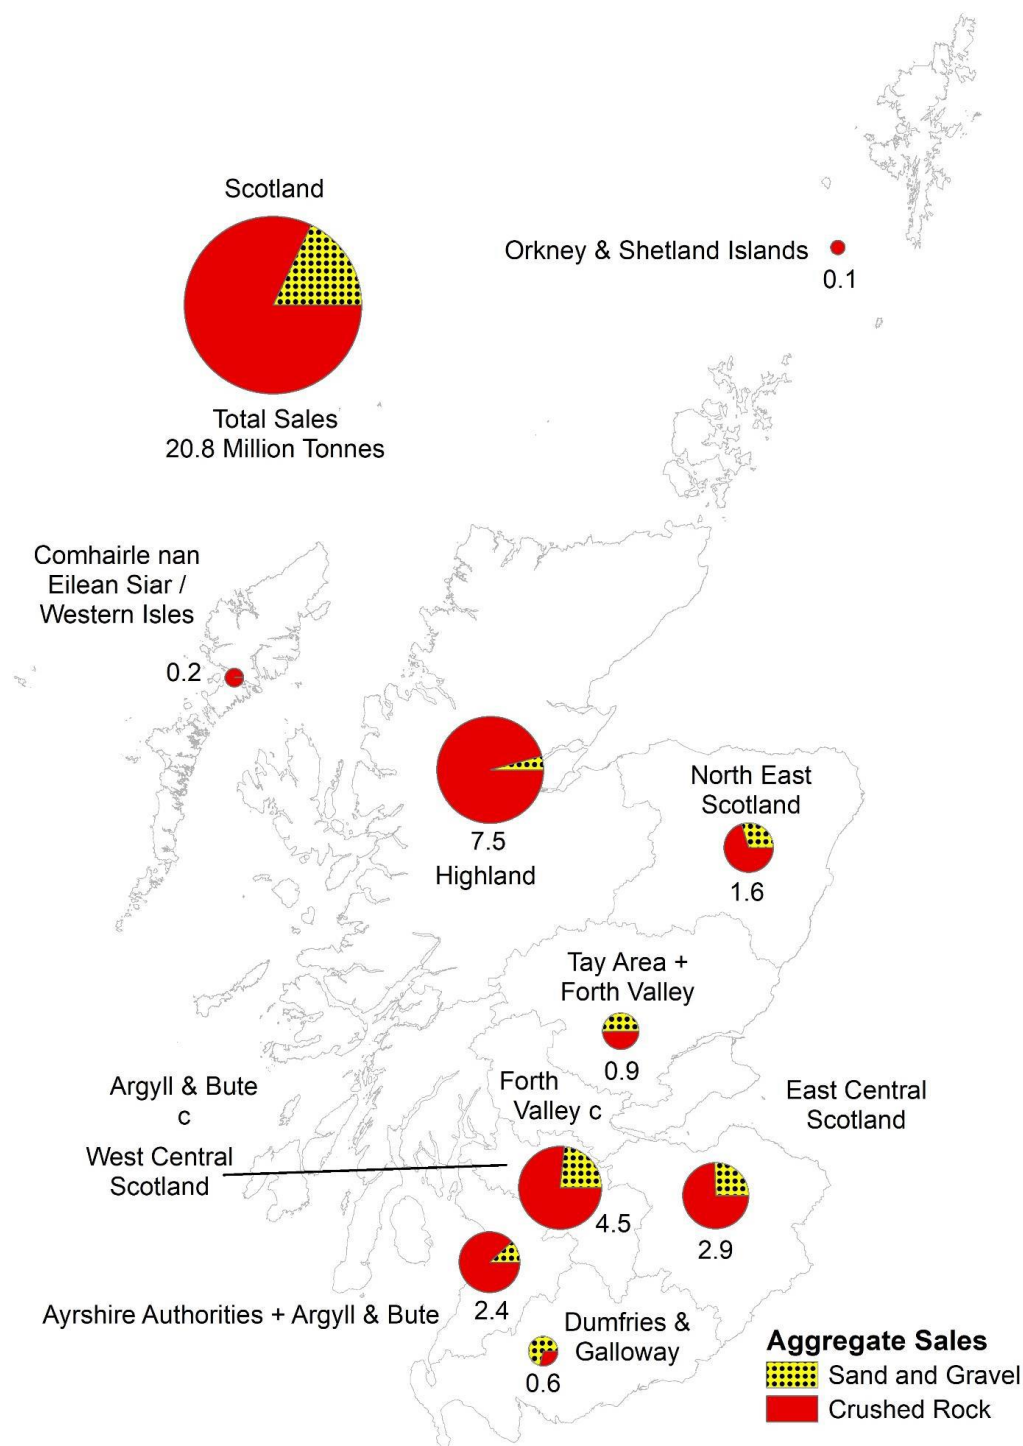 Scotland
Total Sales
20.8 Million Tonnes
Orkney & Shetland Islands
0.1
Comhairle nan
Eilean Siar /
Western Isles
0.2
7.5
Highland
North East
Scotland
1.6
Tay Area +
Forth Valley
0.9
Argyll & Bute
c
Forth
Valley c
East Central
Scotland
2.9
West Central
Scotland
4.5
Ayrshire Authorities + Argyll & Bute
2.4
Dumfries &
Galloway
0.6
Aggregate Sales
Sand and Gravel
Crushed Rock